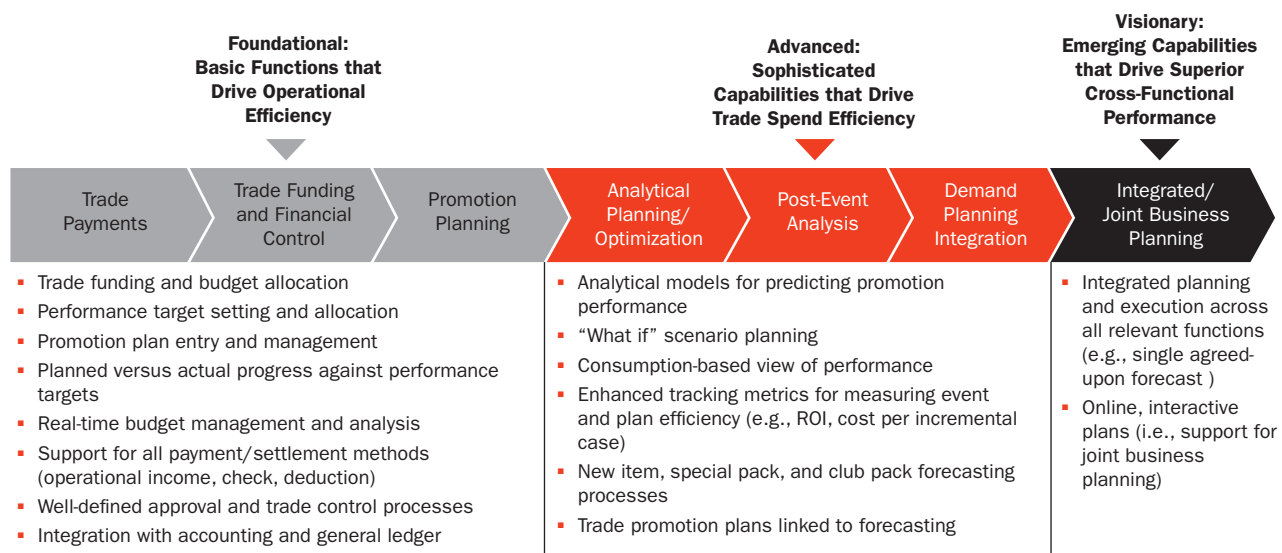 Foundational:
Basic Functions that
Drive Operational
Efficiency
Advanced:
Sophisticated
Capabilities that Drive
Trade Spend Efficiency
Visionary:
Emerging Capabilities
that Drive Superior
Cross-Functional
Performance
Trade
Payments
Trade Funding
and Financial
Control
Promotion
Planning
Analytical
Planning/
Optimization
Post-Event
Analysis
Demand
Planning
Integration
Integrated/
Joint Business
Planning
▪ Trade funding and budget allocation
▪ Performance target setting and allocation
▪ Promotion plan entry and management
▪ Planned versus actual progress against performance
targets
▪ Real-time budget management and analysis
▪ Support for all payment/settlement methods
(operational income, check, deduction)
▪ Well-defined approval and trade control processes
▪ Integration with accounting and general ledger
▪ Analytical models for predicting promotion
performance
▪ “What if” scenario planning
▪ Consumption-based view of performance
▪ Enhanced tracking metrics for measuring event
and plan efficiency (e.g., ROI, cost per incremental
case)
▪ New item, special pack, and club pack forecasting
processes
▪ Trade promotion plans linked to forecasting
▪ Integrated planning
and execution across
all relevant functions
(e.g., single agreed-
upon forecast )
▪ Online, interactive
plans (i.e., support for
joint business
planning)